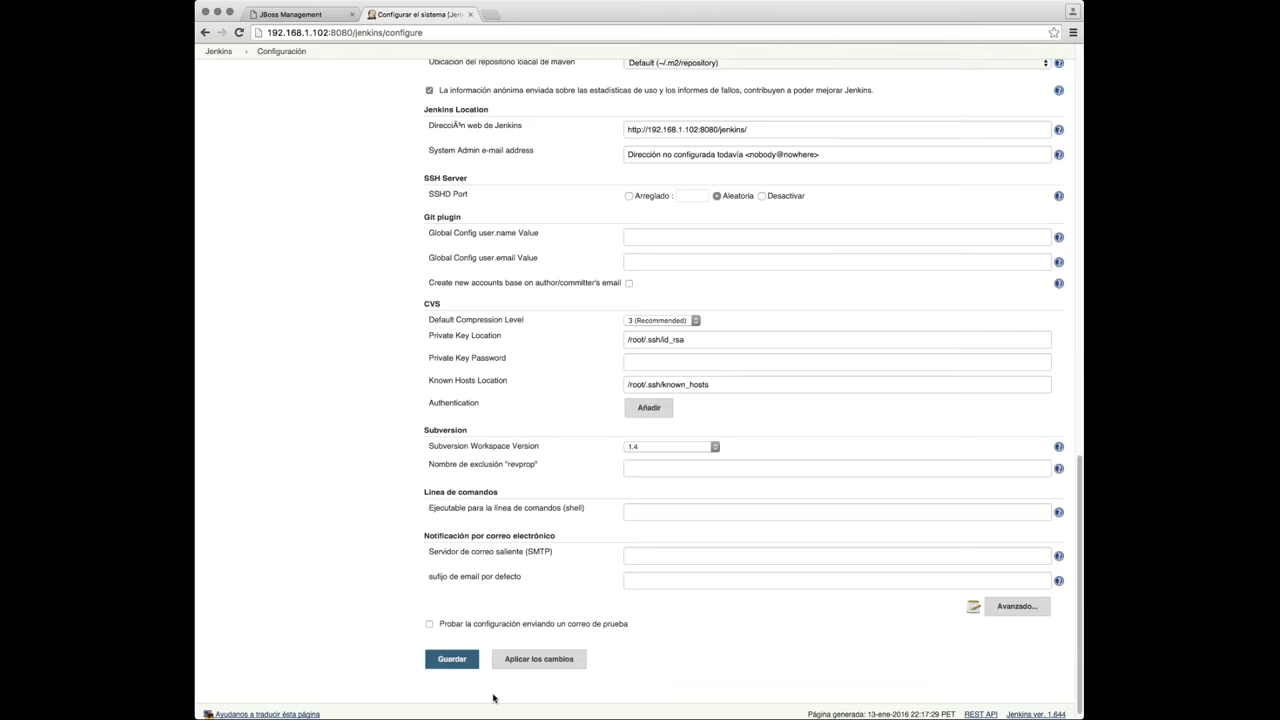 JBoss Management
Configurar el sistema [Jen
192.168.1.102:8080/jenkins/configure
Jenkins
Configuración
Ubicación del repositorio loacal de maven
Default (~/.m2/repository)
La información anónima enviada sobre las estadísticas de uso y los informes de fallos, contribuyen a poder mejorar Jenkins.
Jenkins Location
DirecciÃ³n web de Jenkins
http://192.168.1.102:8080/jenkins/
System Admin e-mail address
Dirección no configurada todavía <nobody@nowhere>
SSH Server
SSHD Port
Arreglado :
Aleatoria
Desactivar
Git plugin
Global Config user.name Value
Global Config user.email Value
Create new accounts base on author/committer's email
CVS
Default Compression Level
3 (Recommended)
Private Key Location
/root/.ssh/id_rsa
Private Key Password
Known Hosts Location
/root/.ssh/known_hosts
Authentication
Añadir
Subversion
Subversion Workspace Version
1.4
Nombre de exclusión "revprop"
Linea de comandos
Ejecutable para la línea de comandos (shell)
Notificación por correo electrónico
Servidor de correo saliente (SMTP)
sufijo de email por defecto
Avanzado...
Probar la configuración enviando un correo de prueba
Guardar
Aplicar los cambios
Ayudanos a traducir ésta página
Página generada: 13-ene-2016 22:17:29 PET
REST API
Jenkins ver. 1.644